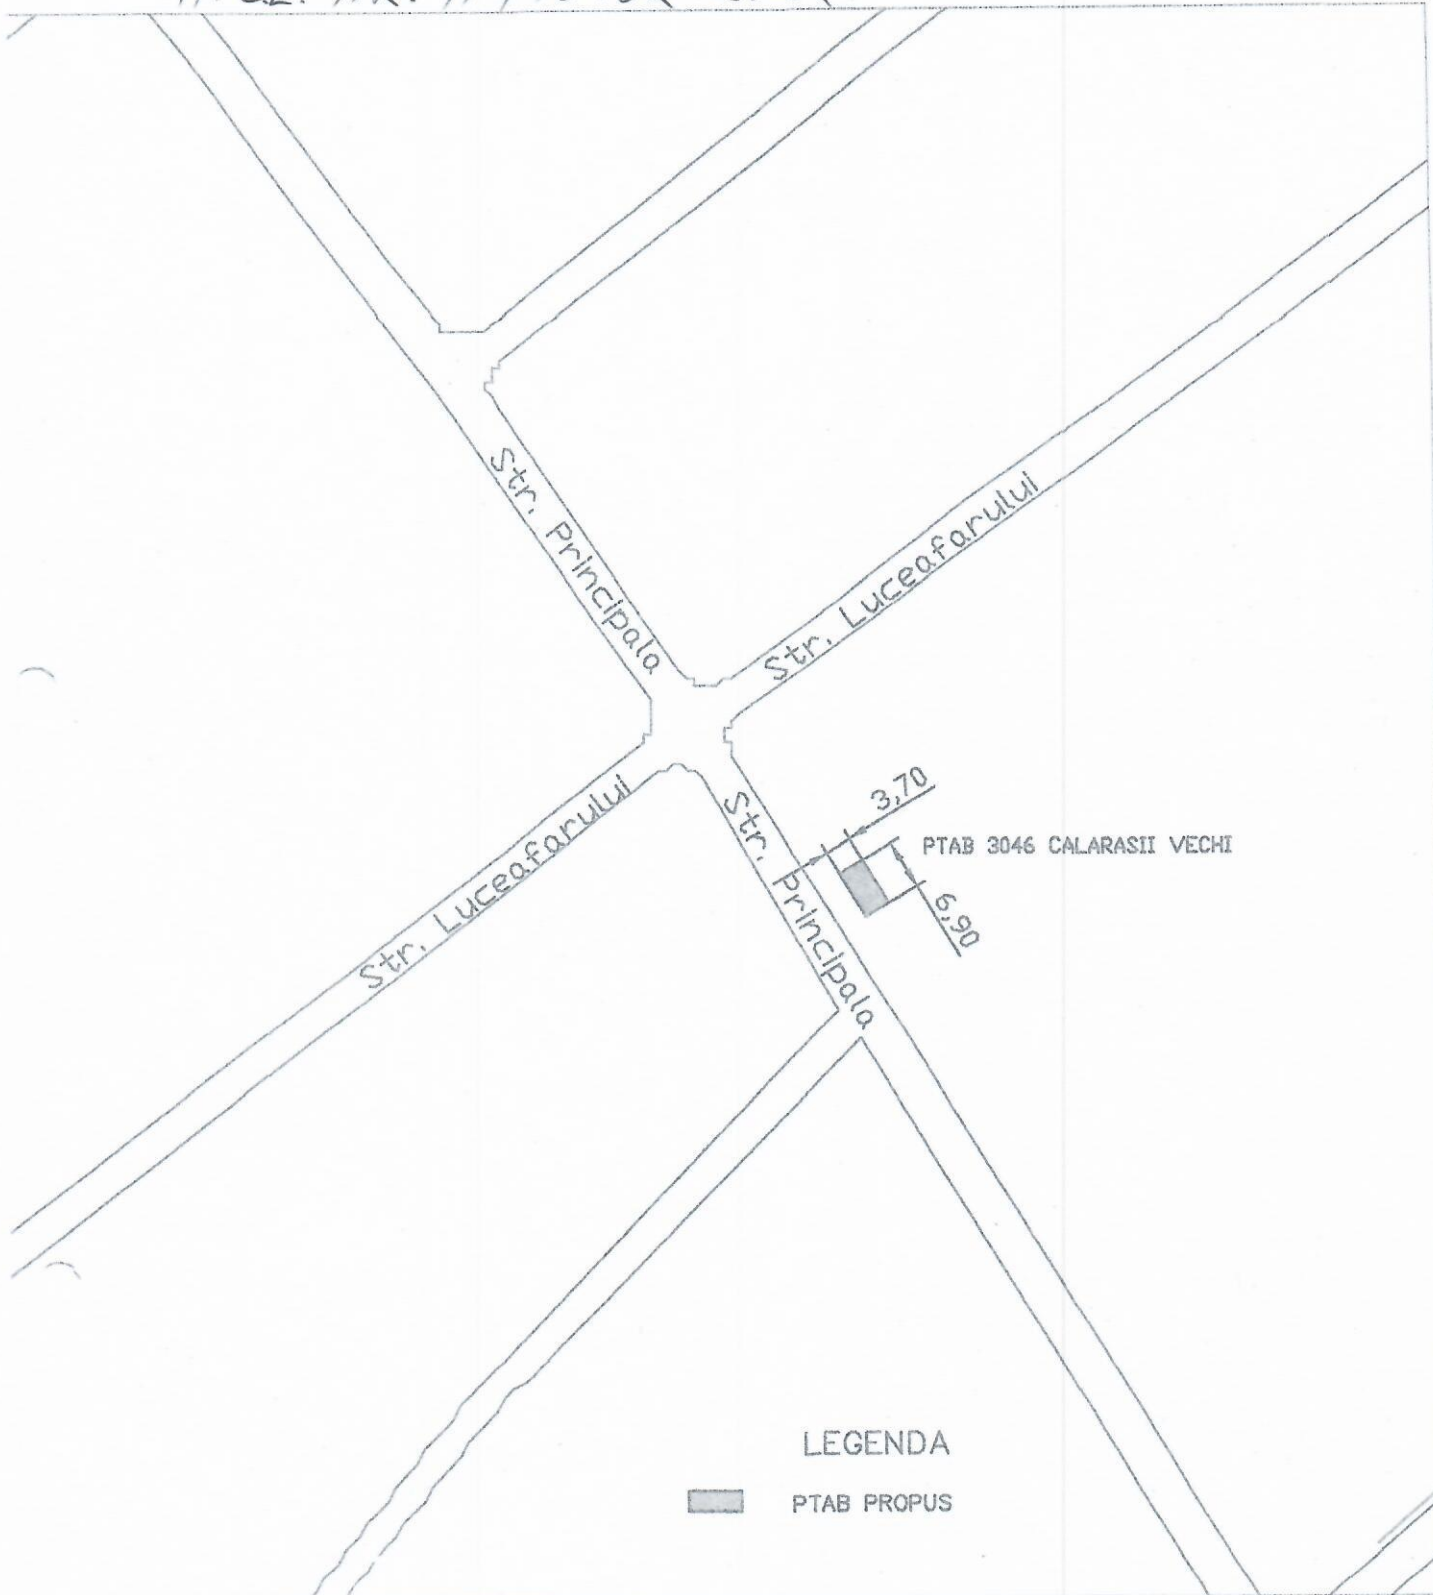 Str. Principala
Str. Luceafarului
3,70
PTAB 3046 CALARASII VECHI
6,90
Str. Principala
Str. Luceafarului
LEGENDA
PTAB PROPUS